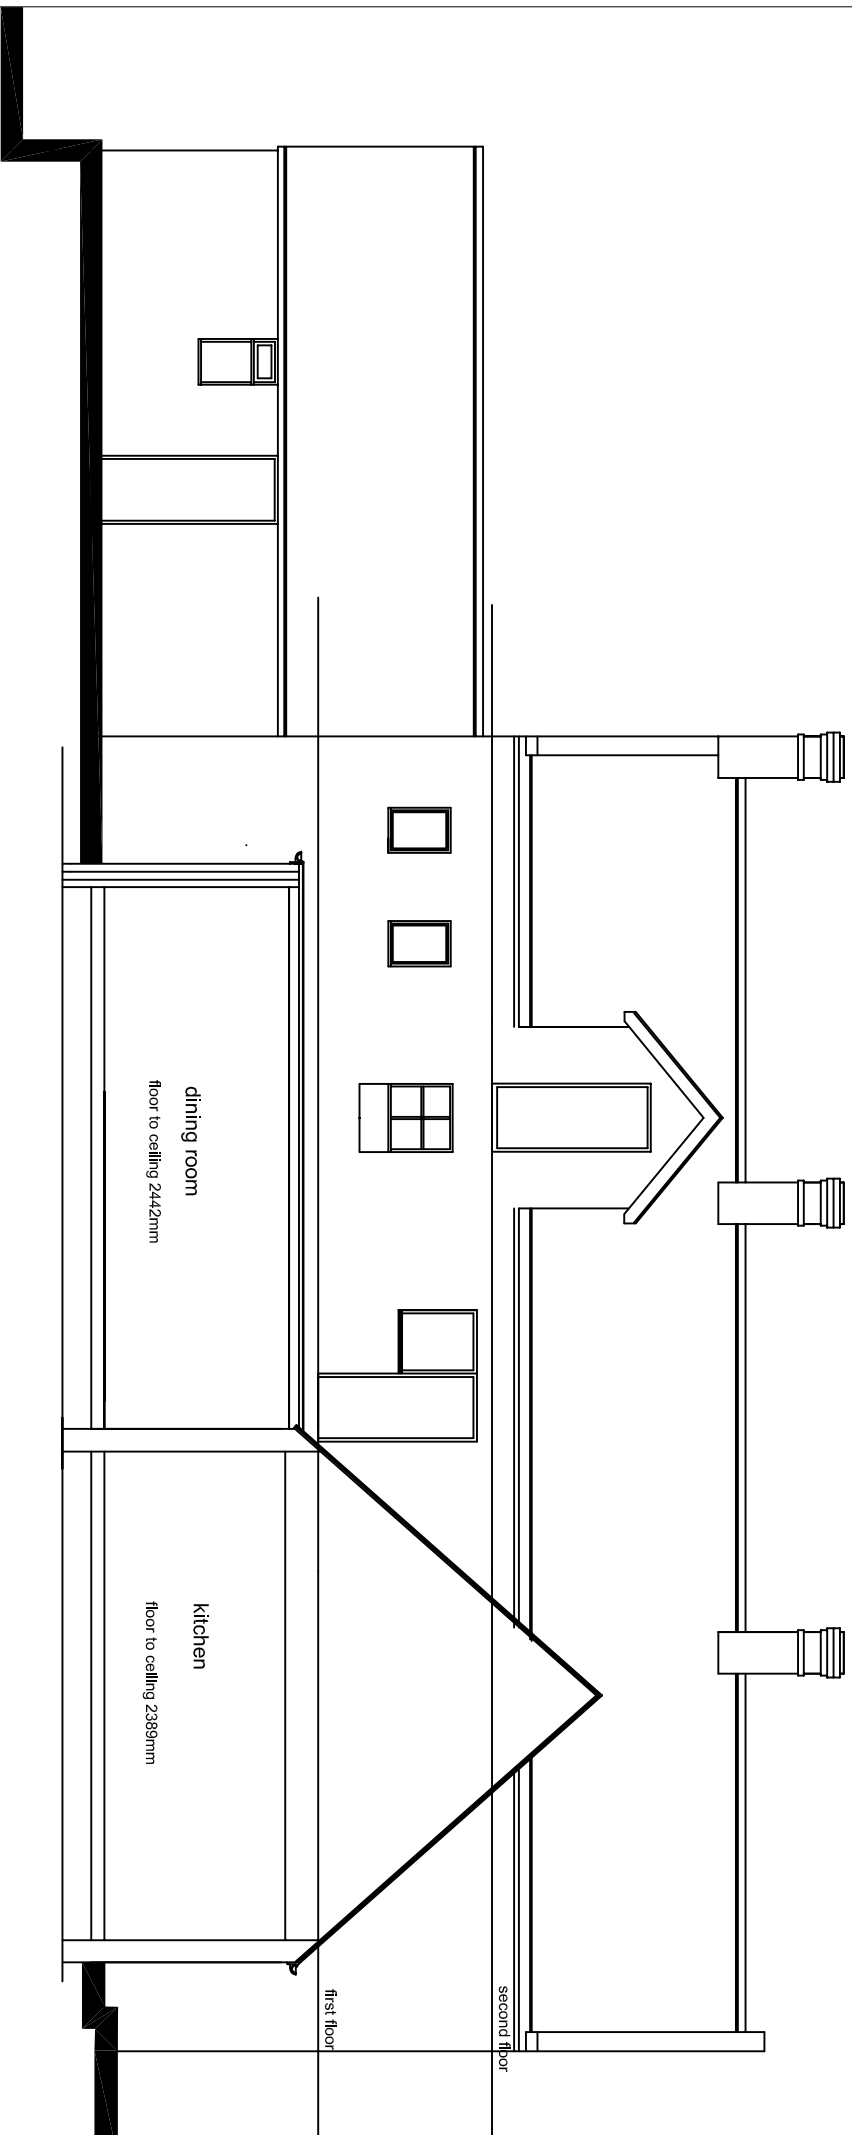 dining room
floor to ceiling 2442mm
kitchen
floor to ceiling 2389mm
second floor
first floor